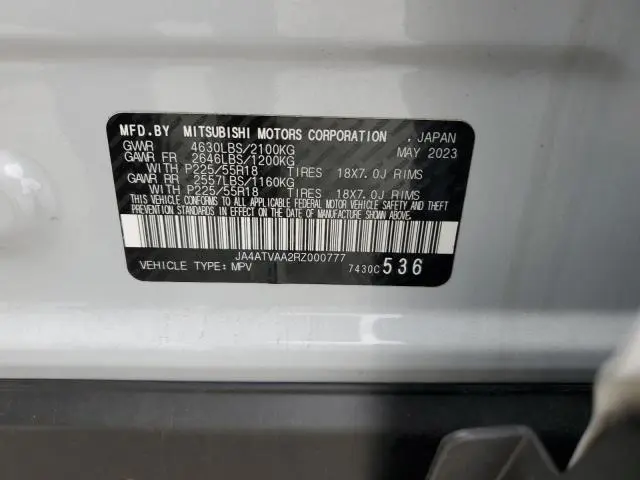 MFD.BY MITSUBISHI MOTORS CORPORATION , JAPAN
GVWR 4630LBS/2100KG MAY 2023
GAWR FR 2646LBS/1200KG
WITH P225/55R18 TIRES 18X7.0J RIMS
GAWR RR 2557LBS/1160KG
WITH P225/55R18 TIRES 18X7.0J RIMS
THIS VEHICLE CONFORMS TO ALL APPLICABLE FEDERAL MOTOR VEHICLE SAFETY AND THEFT
PREVENTION STANDARDS IN EFFECT ON THE DATE OF MANUFACTURE SHOWN ABOVE.
JA4ATVAA2RZ000777
VEHICLE TYPE: MPV 7430C 536